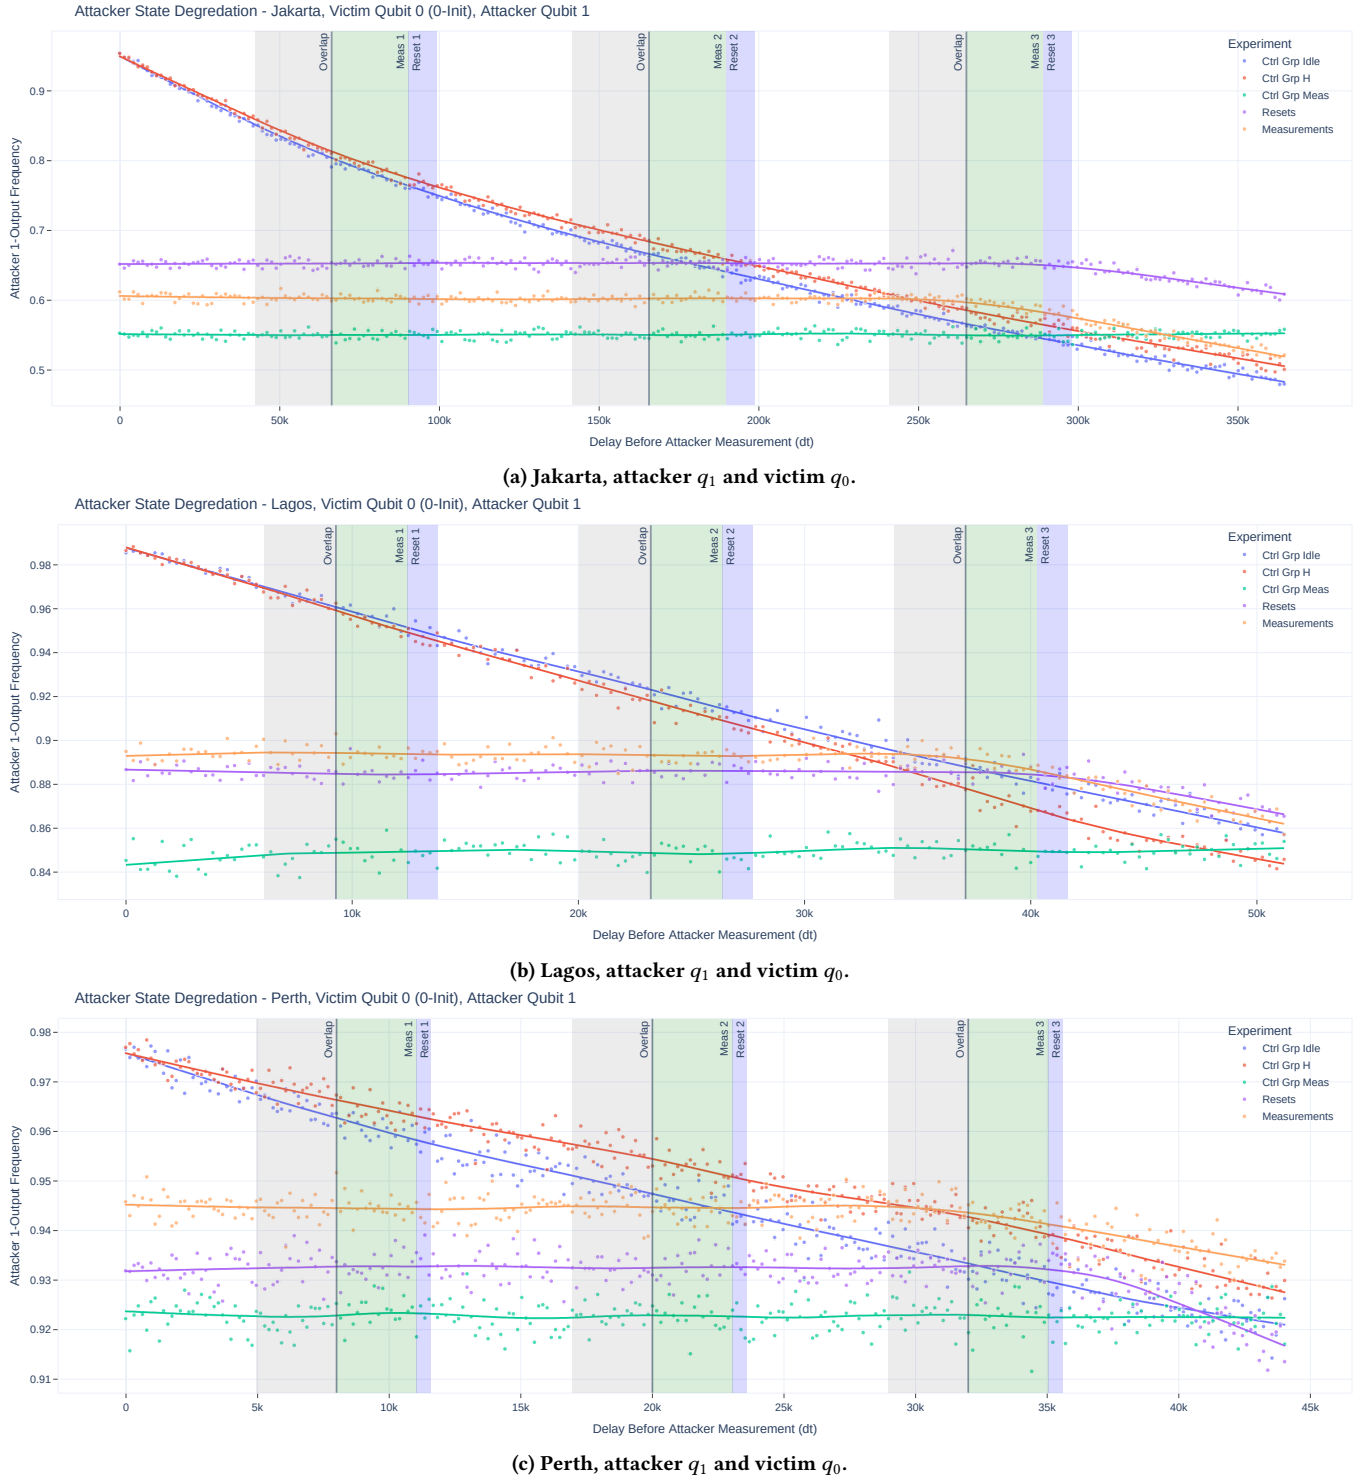 Attacker State Degredation - Jakarta, Victim Qubit 0 (0-Init), Attacker Qubit 1
Overlap
Meas 1
Reset 1
Overlap
Meas 2
Reset 2
Overlap
Meas 3
Reset 3
Experiment
Ctrl Grp Idle
Ctrl Grp H
Ctrl Grp Meas
Resets
Measurements
Attacker 1-Output Frequency
0.9
0.8
0.7
0.6
0.5
0 50k 100k 150k 200k 250k 300k 350k
Delay Before Attacker Measurement (dt)
(a) Jakarta, attacker q1 and victim q0.
Attacker State Degredation - Lagos, Victim Qubit 0 (0-Init), Attacker Qubit 1
Overlap
Meas 1
Reset 1
Overlap
Meas 2
Reset 2
Overlap
Meas 3
Reset 3
Experiment
Ctrl Grp Idle
Ctrl Grp H
Ctrl Grp Meas
Resets
Measurements
Attacker 1-Output Frequency
0.98
0.96
0.94
0.92
0.9
0.88
0.86
0.84
0 10k 20k 30k 40k 50k
Delay Before Attacker Measurement (dt)
(b) Lagos, attacker q1 and victim q0.
Attacker State Degredation - Perth, Victim Qubit 0 (0-Init), Attacker Qubit 1
Overlap
Meas 1
Reset 1
Overlap
Meas 2
Reset 2
Overlap
Meas 3
Reset 3
Experiment
Ctrl Grp Idle
Ctrl Grp H
Ctrl Grp Meas
Resets
Measurements
Attacker 1-Output Frequency
0.98
0.97
0.96
0.95
0.94
0.93
0.92
0.91
0 5k 10k 15k 20k 25k 30k 35k 40k 45k
Delay Before Attacker Measurement (dt)
(c) Perth, attacker q1 and victim q0.